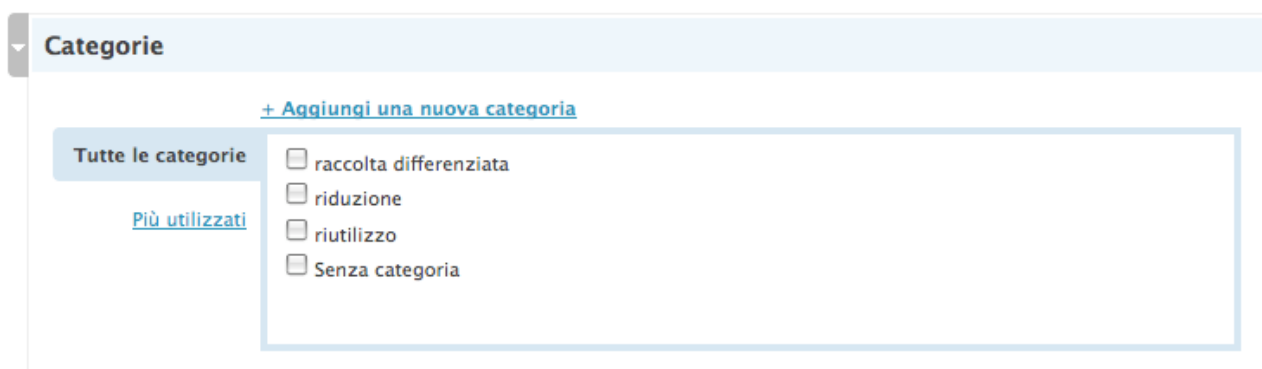 Categorie
+ Aggiungi una nuova categoria
Tutte le categorie
raccolta differenziata
riduzione
Più utilizzati
riutilizzo
Senza categoria